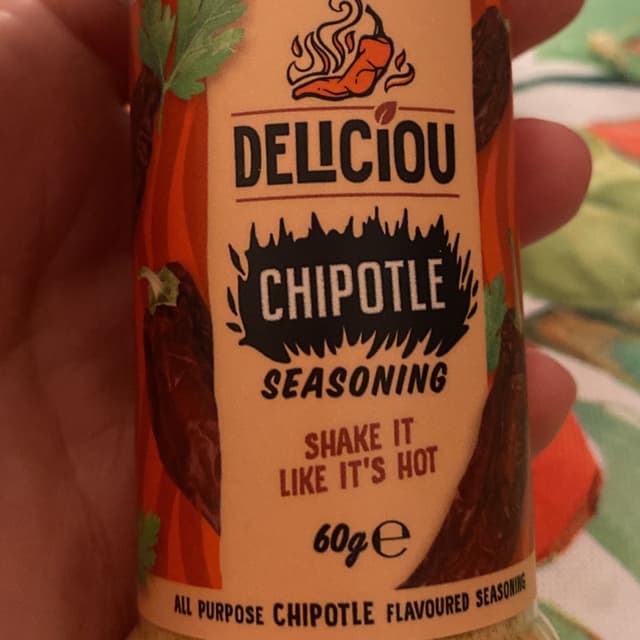 DELICIOU
CHIPOTLE
SEASONING
SHAKE IT
LIKE IT'S HOT
60g ℮
ALL PURPOSE CHIPOTLE FLAVOURED SEASONING